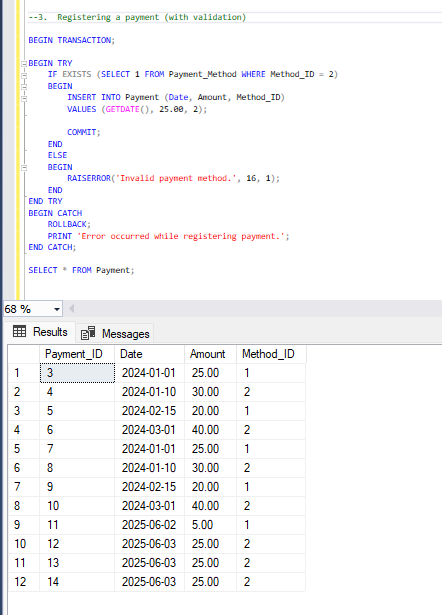 --3.  Registering a payment (with validation)
BEGIN TRANSACTION;
BEGIN TRY
IF EXISTS (SELECT 1 FROM Payment_Method WHERE Method_ID = 2)
BEGIN
INSERT INTO Payment (Date, Amount, Method_ID)
VALUES (GETDATE(), 25.00, 2);
COMMIT;
END
ELSE
BEGIN
RAISERROR('Invalid payment method.', 16, 1);
END
END TRY
BEGIN CATCH
ROLLBACK;
PRINT 'Error occurred while registering payment.';
END CATCH;
SELECT * FROM Payment;
68 %
Results Messages
Payment_ID Date Amount Method_ID
1 3 2024-01-01 25.00 1
2 4 2024-01-10 30.00 2
3 5 2024-02-15 20.00 1
4 6 2024-03-01 40.00 2
5 7 2024-01-01 25.00 1
6 8 2024-01-10 30.00 2
7 9 2024-02-15 20.00 1
8 10 2024-03-01 40.00 2
9 11 2025-06-02 5.00 1
10 12 2025-06-03 25.00 2
11 13 2025-06-03 25.00 2
12 14 2025-06-03 25.00 2